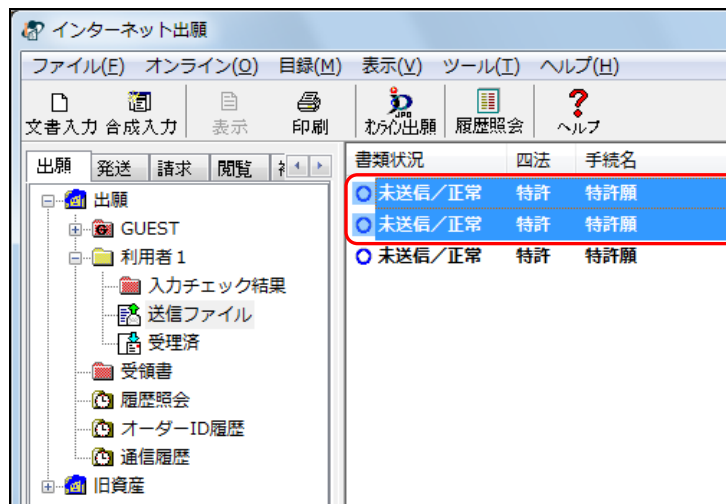 インターネット出願
ファイル(F) オンライン(O) 目録(M) 表示(V) ツール(T) ヘルプ(H)
文書入力 合成入力 表示 印刷 オンライン出願 履歴照会 ヘルプ
出願 発送 請求 閲覧
書類状況 四法 手続名
未送信/正常 特許 特許願
未送信/正常 特許 特許願
未送信/正常 特許 特許願
出願
GUEST
利用者1
入力チェック結果
送信ファイル
受理済
受領書
履歴照会
オーダーID履歴
通信履歴
旧資産